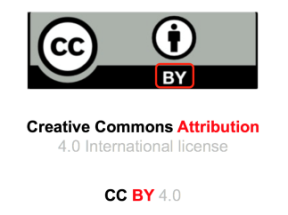 CC
BY
Creative Commons Attribution
4.0 International license
CC BY 4.0